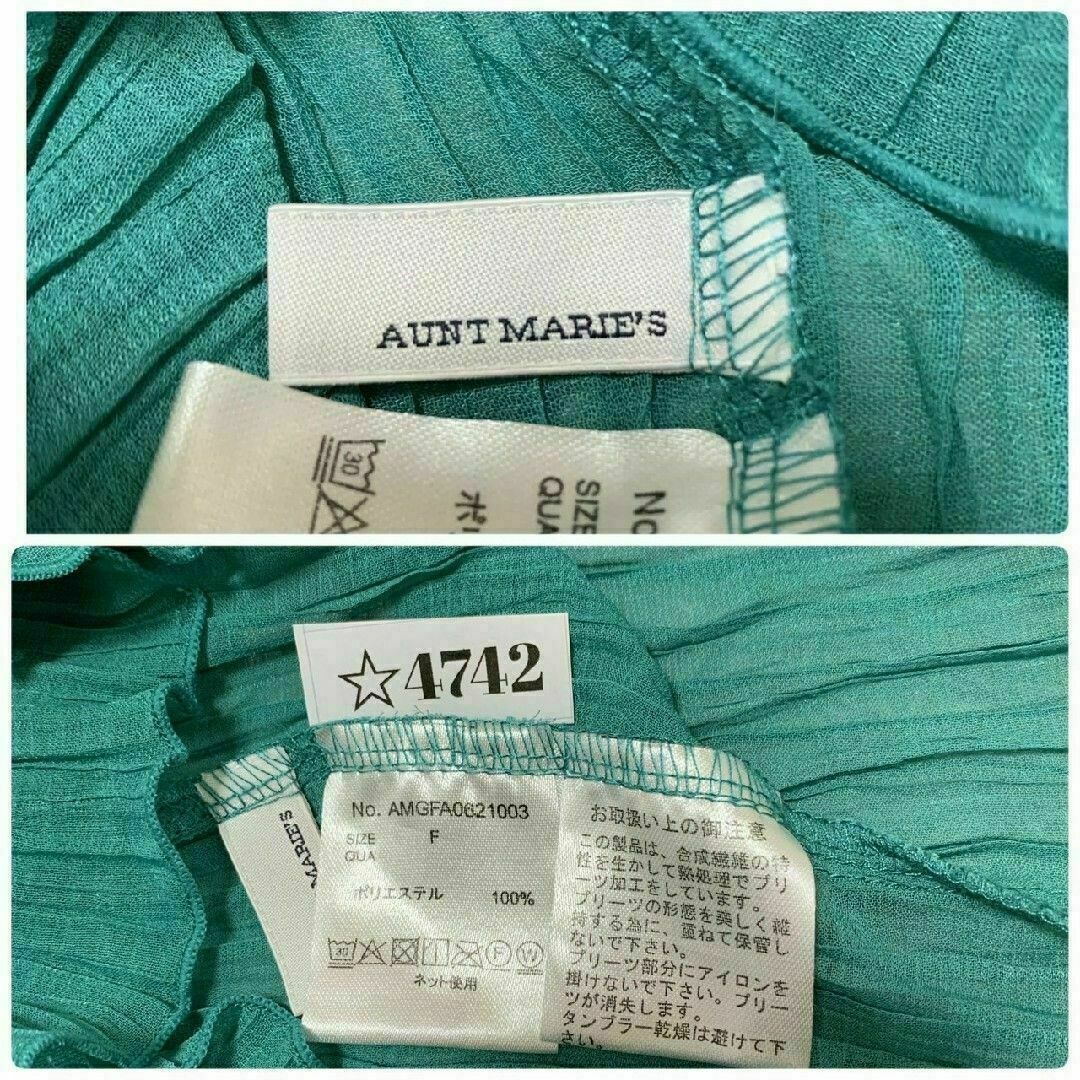 AUNT MARIE'S
30
No
SIZE
QUA
ポリ
☆4742
MARIE'S
No. AMGFA0621003
SIZE F
QUA
ポリエステル 100%
30
F W
ネット使用
お取扱い上の御注意
この製品は、合成繊維の特
性を生かして熱処理でプリ
ーツ加工をしています。
プリーツの形態を美しく維
持する為に、重ねて保管し
ないで下さい。
プリーツ部分にアイロンを
掛けないで下さい。プリー
ツが消失します。
タンブラー乾燥は避けて下
さい。